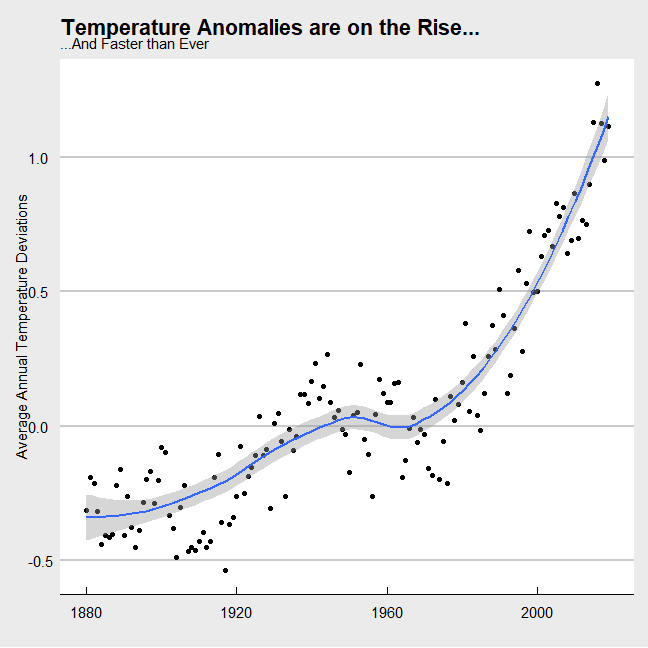 Temperature Anomalies are on the Rise...
...And Faster than Ever
Average Annual Temperature Deviations
1.0
0.5
0.0
-0.5
1880
1920
1960
2000